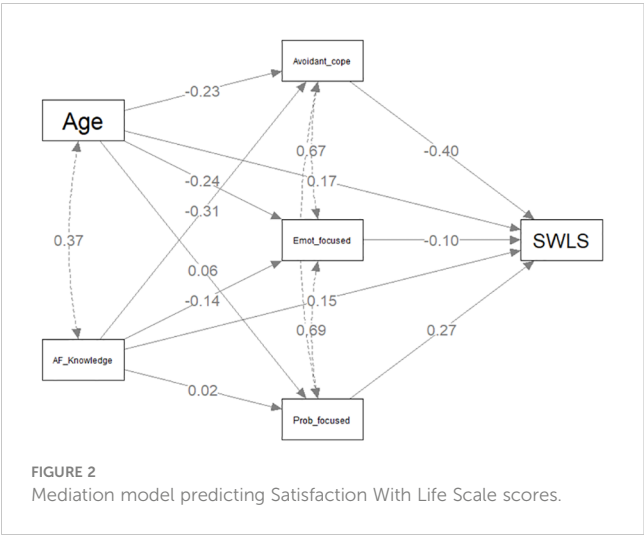 Avoidant_cope
-0.23
Age
0.67
-0.40
-0.24
0.17
-0.31
0.37
Emot_focused
-0.10
SWLS
0.06
-0.14
0.15
0.69
0.27
AF_Knowledge
0.02
Prob_focused
FIGURE 2
Mediation model predicting Satisfaction With Life Scale scores.